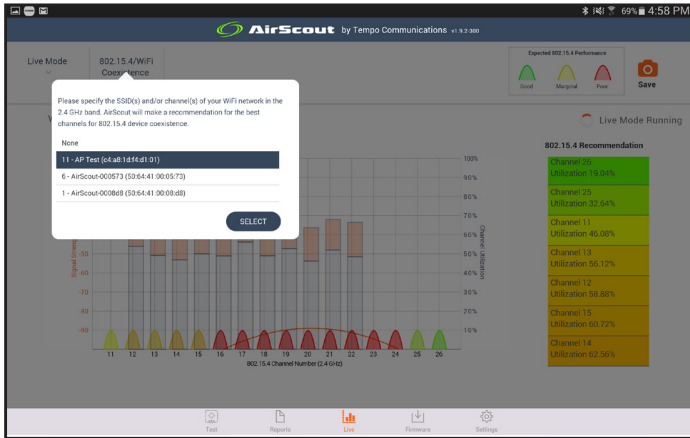 69% 4:58 PM
AirScout by Tempo Communications v1.9.2-300
Live Mode
802.15.4/WiFi
Coexistence
Expected 802.15.4 Performance
Good Marginal Poor
Save
Please specify the SSID(s) and/or channel(s) of your WiFi network in the
2.4 GHz band. AirScout will make a recommendation for the best
channels for 802.15.4 device coexistence.
None
11 - AP Test (c4:a8:1d:f4:d1:01)
6 - AirScout-000573 (50:64:41:00:05:73)
1 - AirScout-0008d8 (50:64:41:00:08:d8)
SELECT
Live Mode Running
802.15.4 Recommendation
Channel 26
Utilization 19.04%
Channel 25
Utilization 32.64%
Channel 11
Utilization 46.08%
Channel 13
Utilization 56.12%
Channel 12
Utilization 58.88%
Channel 15
Utilization 60.72%
Channel 14
Utilization 62.56%
100%
90%
80%
70%
60%
50%
40%
30%
20%
10%
Channel Utilization
Signal Streng
-50
-60
-70
-80
-90
11 12 13 14 15 16 17 18 19 20 21 22 23 24 25 26
802.15.4 Channel Number (2.4 GHz)
Test Reports Live Firmware Settings